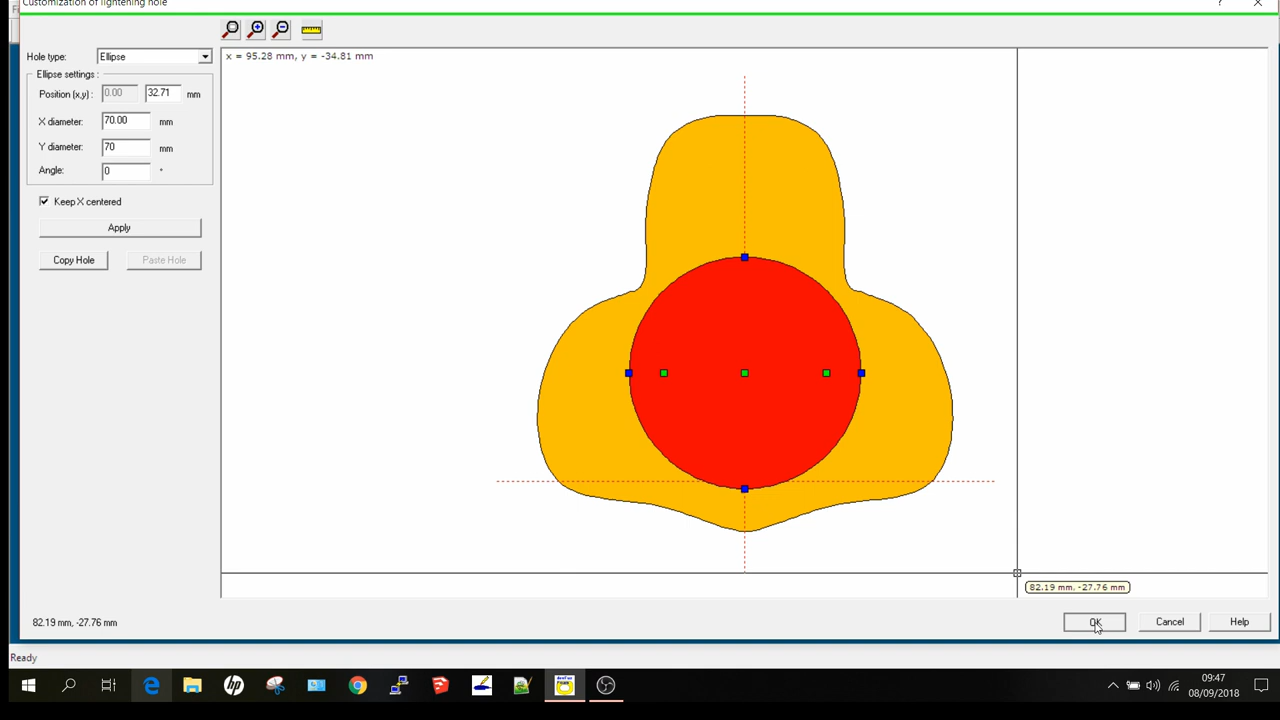 Customization of lightening hole
?
Hole type: Ellipse
x = 95.28 mm, y = -34.81 mm
Ellipse settings :
Position (x,y) : 0.00 32.71 mm
X diameter: 70.00 mm
Y diameter: 70 mm
Angle: 0 °
Keep X centered
Apply
Copy Hole Paste Hole
82.19 mm, -27.76 mm
82.19 mm, -27.76 mm
OK Cancel Help
Ready
hp
09:47
08/09/2018